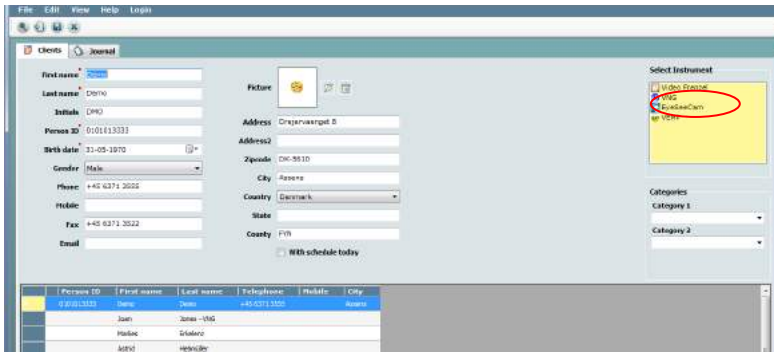 File Edit View Help Login
Clients Journal
First name Demo
Last name Demo
Initials DMO
Person ID 0101013333
Birth date 31-05-1970
Gender Male
Phone +45 6371 3555
Mobile
Fax +45 6371 3522
Email
Picture
Address Drejervaenget 8
Address2
Zipcode DK-5610
City Assens
Country Denmark
State
County FYN
With schedule today
Select Instrument
Video Frenzel
VNG
EyeSeeCam
VEMP
Categories
Category 1
Category 2
Person ID First name Last name Telephone Mobile City
0101013333 Demo Demo +45 6371 3555 Assens
Joan Jones -VNG
Marlies
Astrid